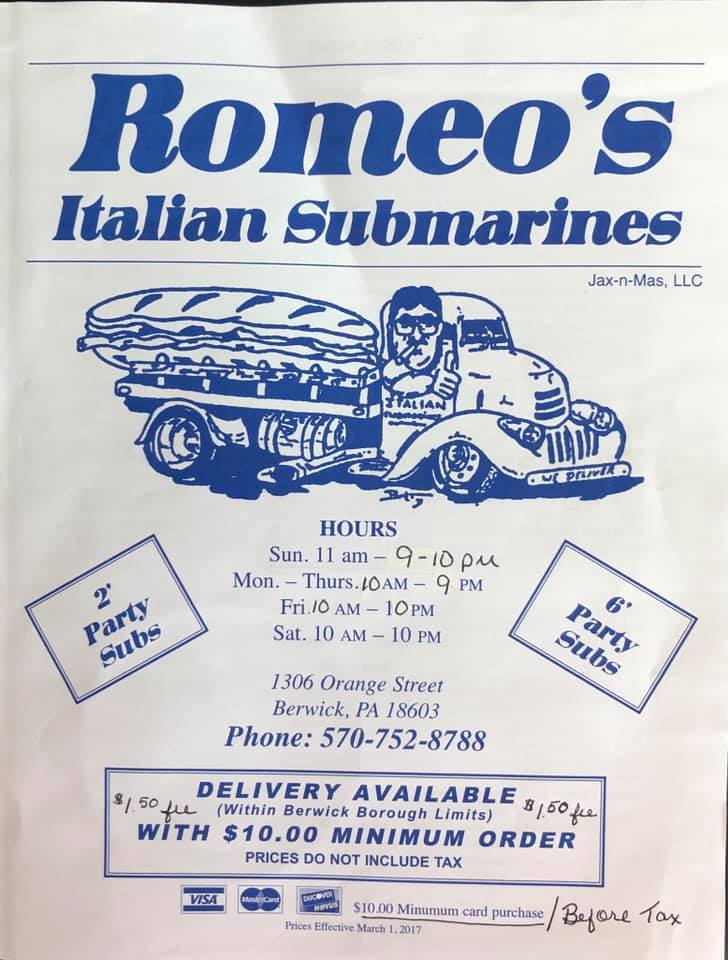 Romeo's
Italian Submarines
Jax-n-Mas, LLC
ITALIAN
WE DELIVER
HOURS
Sun. 11 am – 9-10 pm
Mon. – Thurs. 10 AM – 9 PM
Fri. 10 AM – 10 PM
Sat. 10 AM – 10 PM
2'
Party
Subs
6'
Party
Subs
1306 Orange Street
Berwick, PA 18603
Phone: 570-752-8788
DELIVERY AVAILABLE
$1.50 fee (Within Berwick Borough Limits) $1.50 fee
WITH $10.00 MINIMUM ORDER
PRICES DO NOT INCLUDE TAX
VISA MasterCard DISCOVER NOVUS
$10.00 Minumum card purchase / Before Tax
Prices Effective March 1, 2017